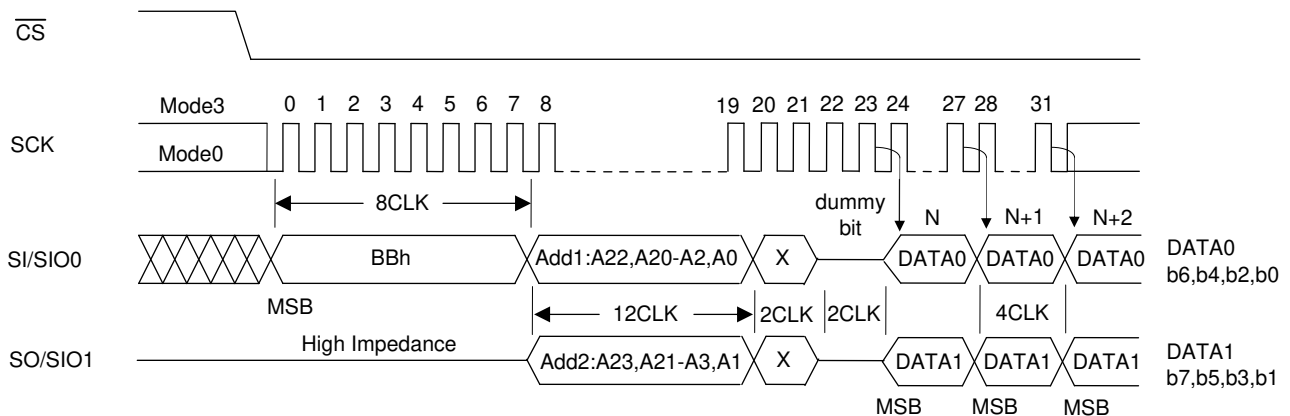 CS
Mode3
0 1 2 3 4 5 6 7 8 19 20 21 22 23 24 27 28 31
SCK
Mode0
8CLK
dummy
bit
N N+1 N+2
SI/SIO0
BBh
Add1:A22,A20-A2,A0
X
DATA0 DATA0 DATA0
DATA0
b6,b4,b2,b0
MSB
12CLK
2CLK
2CLK
4CLK
High Impedance
SO/SIO1
Add2:A23,A21-A3,A1
X
DATA1 DATA1 DATA1
DATA1
b7,b5,b3,b1
MSB MSB MSB